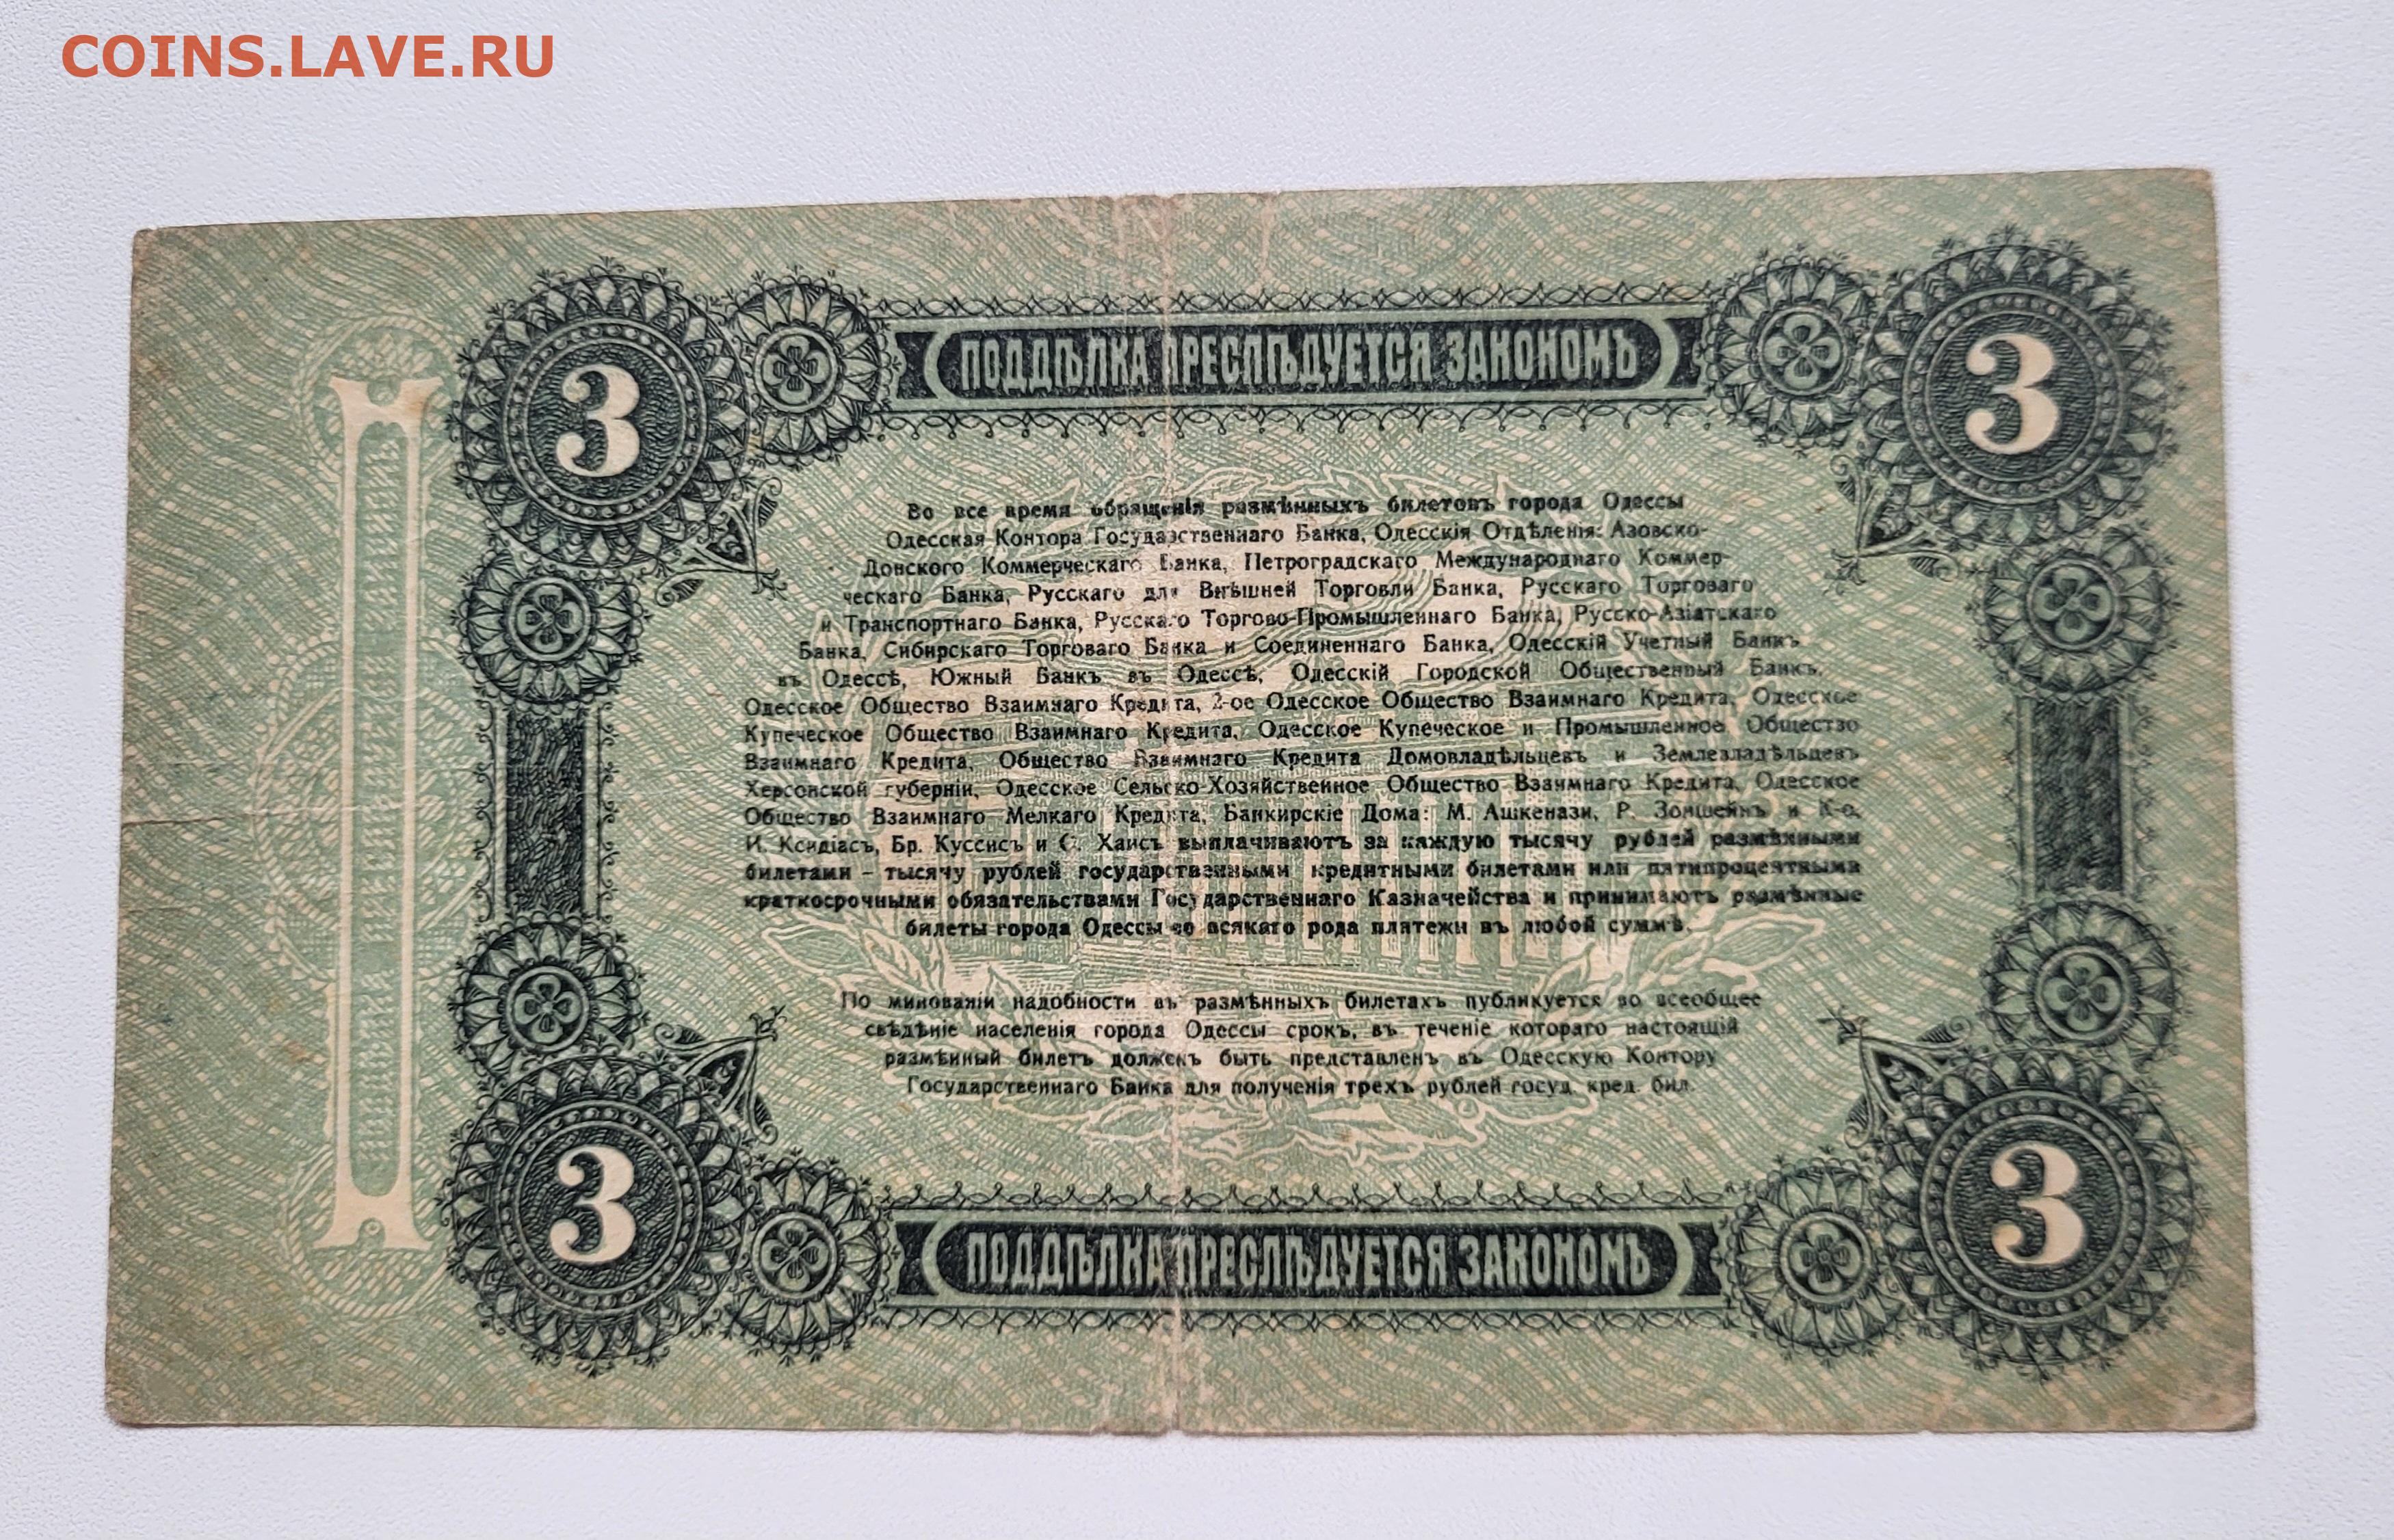 COINS.LAVE.RU
3
3
ПОДДѢЛКА ПРЕСЛѢДУЕТСЯ ЗАКОНОМЪ
Во все время обращенія размѣнныхъ билетовъ города Одессы
Одесская Контора Государственнаго Банка, Одесскія Отдѣленія: Азовско-
Донского Коммерческаго Банка, Петроградскаго Международнаго Коммер-
ческаго Банка, Русскаго для Внѣшней Торговли Банка, Русскаго Торговаго
и Транспортнаго Банка, Русскаго Торгово-Промышленнаго Банка, Русско-Азіатскаго
Банка, Сибирскаго Торговаго Банка и Соединеннаго Банка, Одесскій Учетный Банкъ
въ Одессѣ, Южный Банкъ въ Одессѣ, Одесскій Городской Общественный Банкъ.
Одесское Общество Взаимнаго Кредита, 2-ое Одесское Общество Взаимнаго Кредита, Одесское
Купеческое Общество Взаимнаго Кредита, Одесское Купеческое и Промышленное Общество
Взаимнаго Кредита, Общество Взаимнаго Кредита Домовладѣльцевъ и Землевладѣльцевъ
Херсонской губерніи, Одесское Сельско-Хозяйственное Общество Взаимнаго Кредита, Одесское
Общество Взаимнаго Мелкаго Кредита, Банкирскіе Дома: М. Ашкенази, Р. Зоншейнъ и К-о,
И. Ксидіасъ, Бр. Куссисъ и С. Хаисъ выплачиваютъ за каждую тысячу рублей размѣнными
билетами – тысячу рублей государственными кредитными билетами или пятипроцентными
краткосрочными обязательствами Государственнаго Казначейства и принимаютъ размѣнные
билеты города Одессы во всякаго рода платежи въ любой суммѣ.
По минованіи надобности въ размѣнныхъ билетахъ публикуется во всеобщее
свѣдѣніе населенія города Одессы срокъ, въ теченіе котораго настоящій
размѣнный билетъ долженъ быть представленъ въ Одесскую Контору
Государственнаго Банка для полученія трехъ рублей госуд. кред. бил.
3
3
ПОДДѢЛКА ПРЕСЛѢДУЕТСЯ ЗАКОНОМЪ